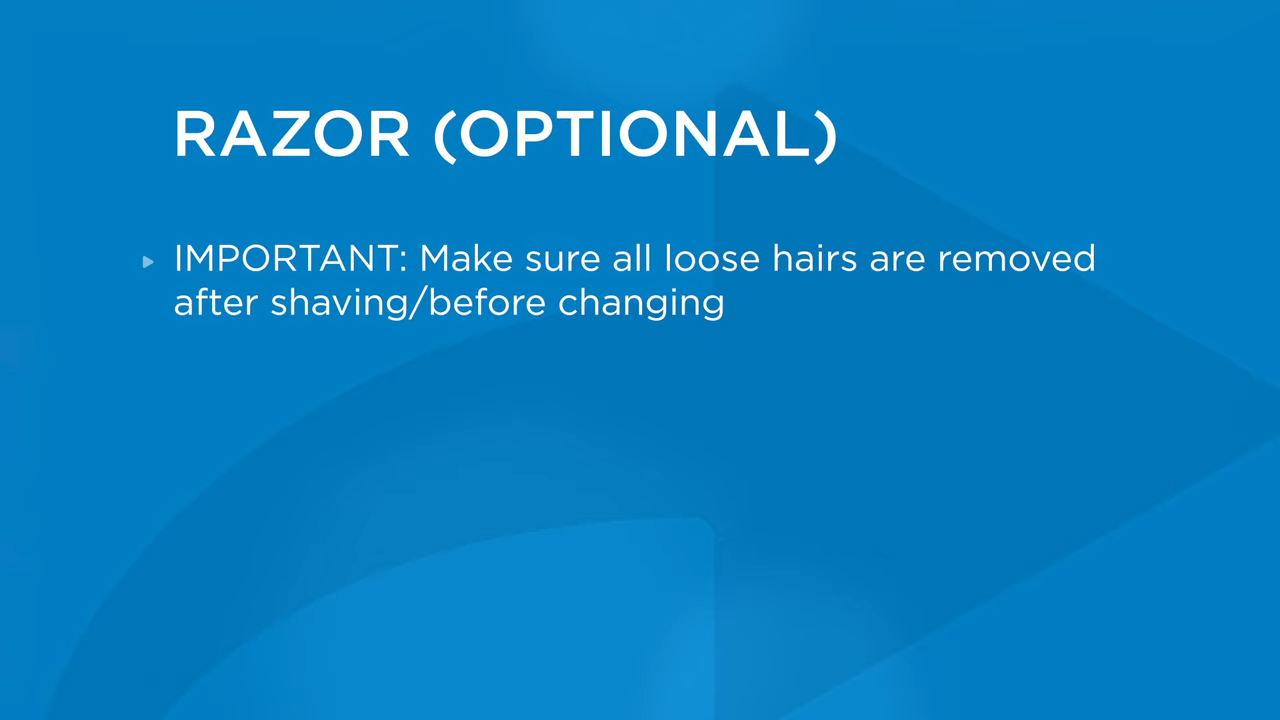 RAZOR (OPTIONAL)
IMPORTANT: Make sure all loose hairs are removed
after shaving/before changing